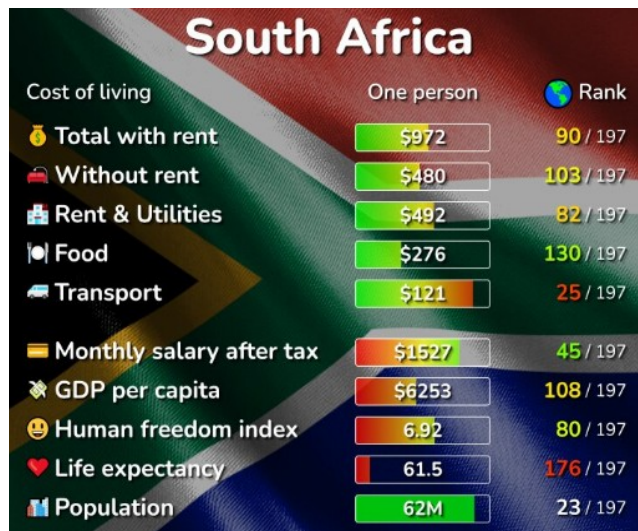 South Africa
Cost of living One person Rank
Total with rent $972 90 / 197
Without rent $480 103 / 197
Rent & Utilities $492 82 / 197
Food $276 130 / 197
Transport $121 25 / 197
Monthly salary after tax $1527 45 / 197
GDP per capita $6253 108 / 197
Human freedom index 6.92 80 / 197
Life expectancy 61.5 176 / 197
Population 62M 23 / 197